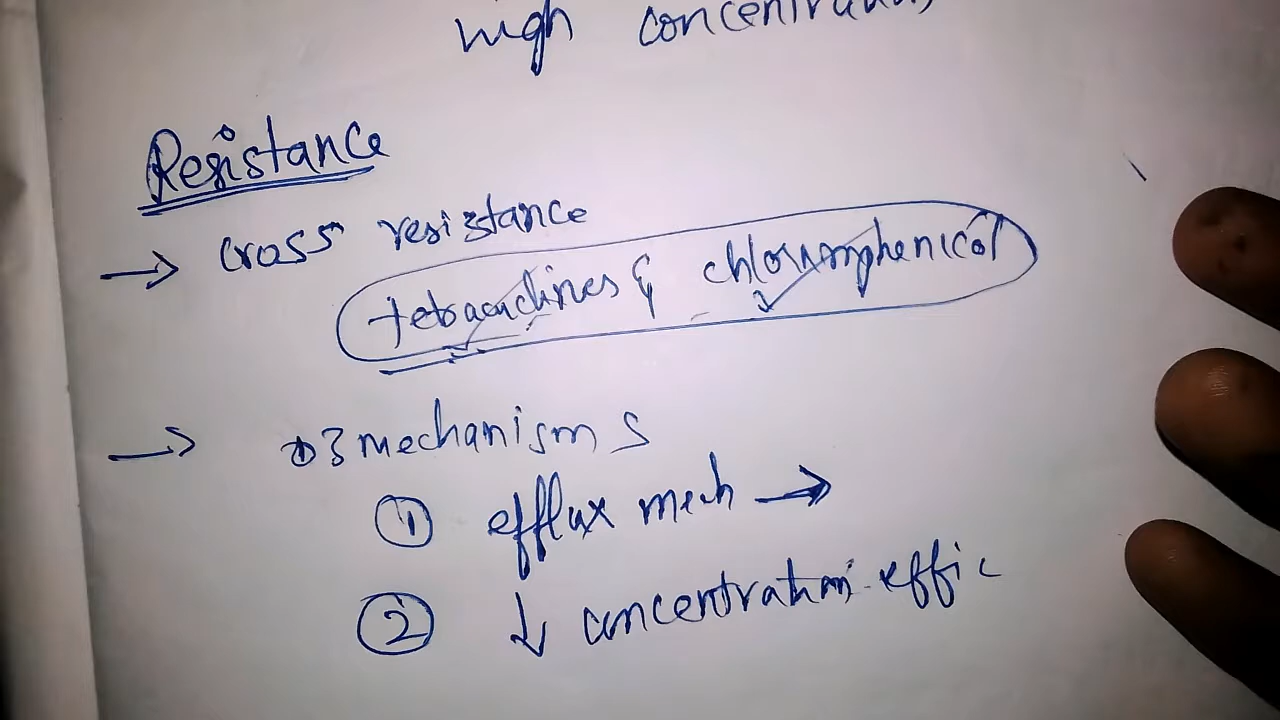 high concentration
Resistance
→ cross resistance
tetracyclines & chloramphenicol
→ 3 mechanisms
① efflux mech →
② ↓ concentration effic